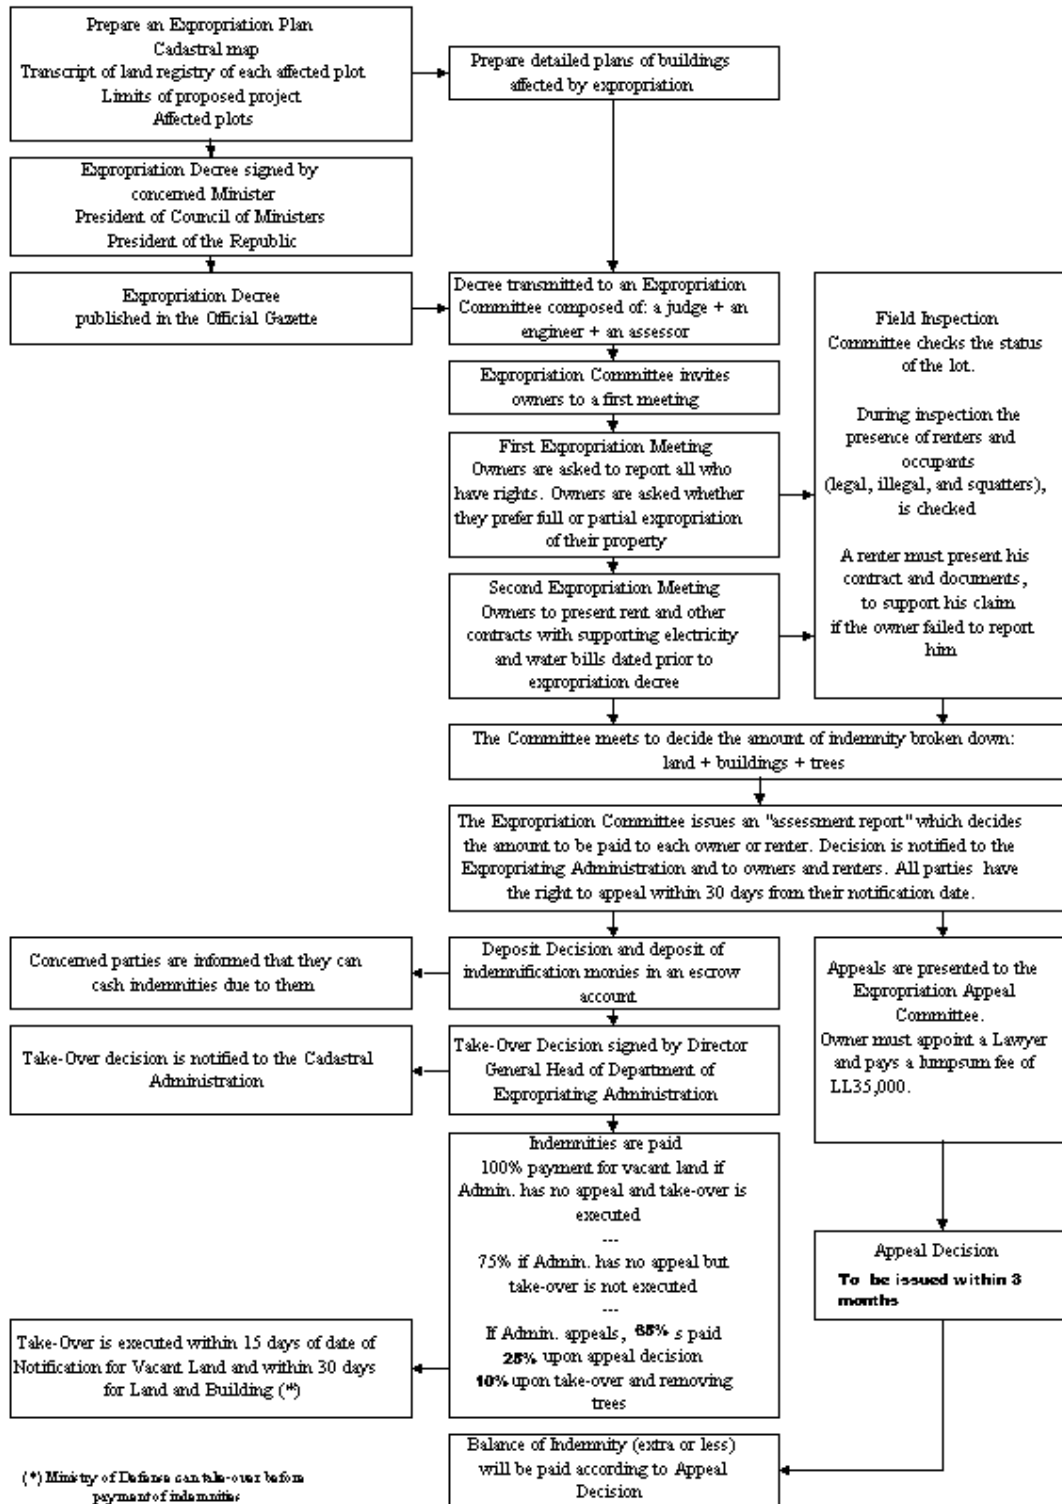 Prepare an Expropriation Plan
Cadastral map
Transcript of land registry of each affected plot
Limits of proposed project
Affected plots
Prepare detailed plans of buildings
affected by expropriation
Expropriation Decree signed by
concerned Minister
President of Council of Ministers
President of the Republic
Expropriation Decree
published in the Official Gazette
Decree transmitted to an Expropriation
Committee composed of: a judge + an
engineer + an assessor
Expropriation Committee invites
owners to a first meeting
First Expropriation Meeting
Owners are asked to report all who
have rights. Owners are asked whether
they prefer full or partial expropriation
of their property
Second Expropriation Meeting
Owners to present rent and other
contracts with supporting electricity
and water bills dated prior to
expropriation decree
Field Inspection
Committee checks the status
of the lot.
During inspection the
presence of renters and
occupants
(legal, illegal, and squatters),
is checked
A renter must present his
contract and documents,
to support his claim
if the owner failed to report
him
The Committee meets to decide the amount of indemnity broken down:
land + buildings + trees
The Expropriation Committee issues an "assessment report" which decides
the amount to be paid to each owner or renter. Decision is notified to the
Expropriating Administration and to owners and renters. All parties have
the right to appeal within 30 days from their notification date.
Concerned parties are informed that they can
cash indemnities due to them
Deposit Decision and deposit of
indemnification monies in an escrow
account
Appeals are presented to the
Expropriation Appeal
Committee.
Owner must appoint a Lawyer
and pays a lumpsum fee of
LL35,000.
Take-Over decision is notified to the Cadastral
Administration
Take-Over Decision signed by Director
General Head of Department of
Expropriating Administration
Indemnities are paid
100% payment for vacant land if
Admin. has no appeal and take-over is
executed
---
75% if Admin. has no appeal but
take-over is not executed
---
If Admin. appeals, 65% s paid
25% upon appeal decision
10% upon take-over and removing
trees
Appeal Decision
To be issued within 3
months
Take-Over is executed within 15 days of date of
Notification for Vacant Land and within 30 days
for Land and Building (*)
Balance of Indemnity (extra or less)
will be paid according to Appeal
Decision
(*) Ministry of Defense can take-over before
payment of indemnities